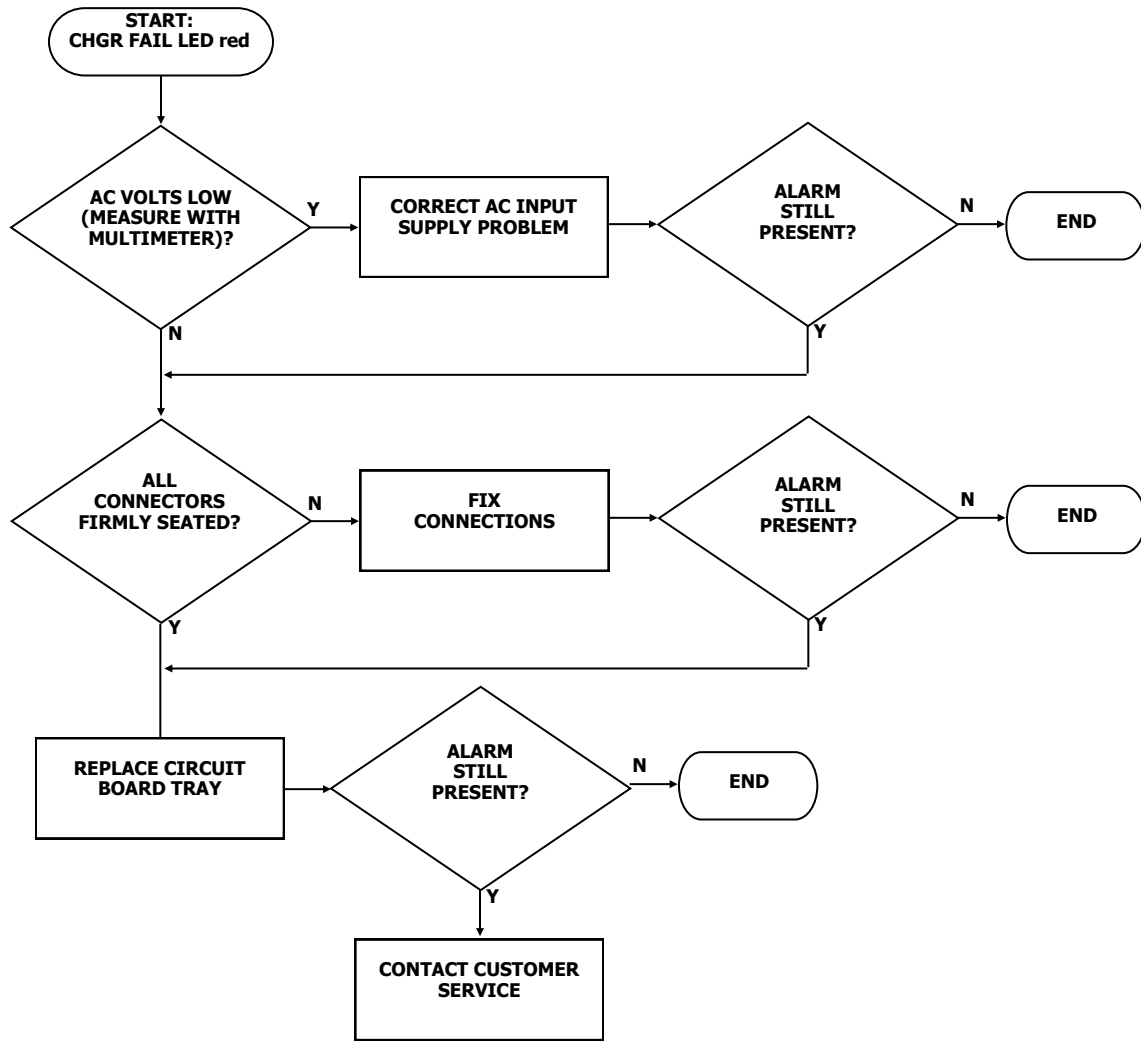 START:
CHGR FAIL LED red
AC VOLTS LOW
(MEASURE WITH
MULTIMETER)?
Y
CORRECT AC INPUT
SUPPLY PROBLEM
ALARM
STILL
PRESENT?
N
END
N
Y
ALL
CONNECTORS
FIRMLY SEATED?
N
FIX
CONNECTIONS
ALARM
STILL
PRESENT?
N
END
Y
Y
REPLACE CIRCUIT
BOARD TRAY
ALARM
STILL
PRESENT?
N
END
Y
CONTACT CUSTOMER
SERVICE